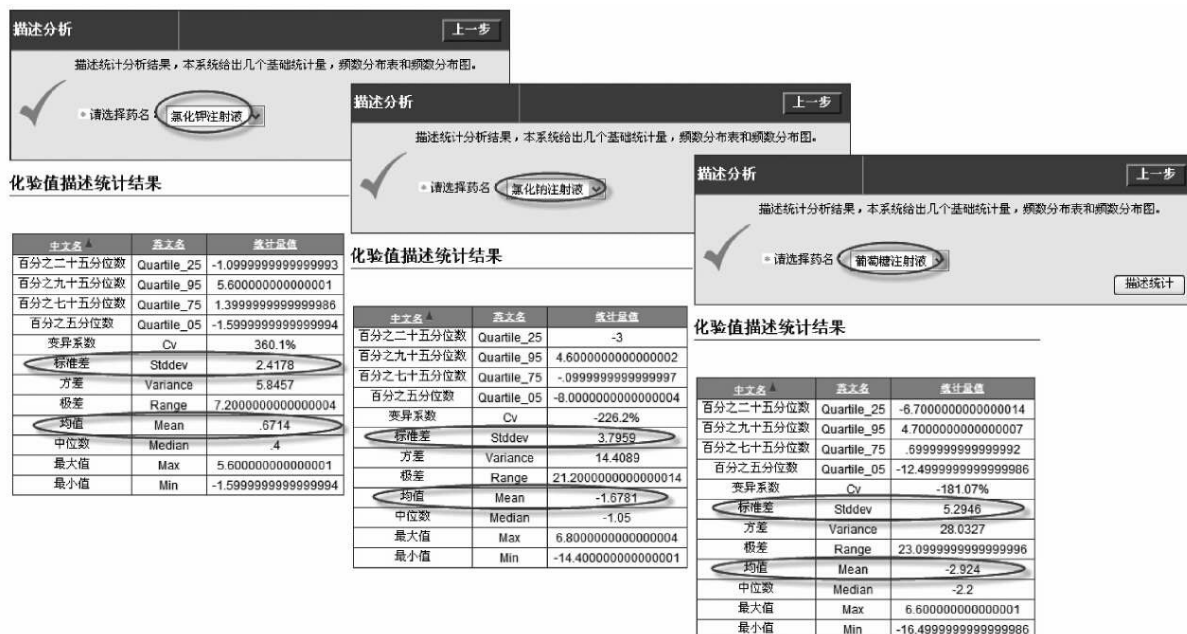 描述分析
上一步
描述统计分析结果，本系统给出几个基础统计量，频数分布表和频数分布图。
请选择药名： 氯化钾注射液
化验值描述统计结果
中文名 英文名 统计量值
百分之二十五分位数 Quartile_25 -1.0999999999999993
百分之九十五分位数 Quartile_95 5.600000000000001
百分之七十五分位数 Quartile_75 1.3999999999999986
百分之五分位数 Quartile_05 -1.5999999999999994
变异系数 Cv 360.1%
标准差 Stddev 2.4178
方差 Variance 5.8457
极差 Range 7.2000000000000004
均值 Mean .6714
中位数 Median .4
最大值 Max 5.600000000000001
最小值 Min -1.5999999999999994
描述分析
上一步
描述统计分析结果，本系统给出几个基础统计量，频数分布表和频数分布图。
请选择药名 氯化钠注射液
化验值描述统计结果
中文名 英文名 统计量值
百分之二十五分位数 Quartile_25 -3
百分之九十五分位数 Quartile_95 4.6000000000000002
百分之七十五分位数 Quartile_75 -.0999999999999997
百分之五分位数 Quartile_05 -8.0000000000000004
变异系数 Cv -226.2%
标准差 Stddev 3.7959
方差 Variance 14.4089
极差 Range 21.2000000000000014
均值 Mean -1.6781
中位数 Median -1.05
最大值 Max 6.8000000000000004
最小值 Min -14.400000000000001
描述分析
上一步
描述统计分析结果，本系统给出几个基础统计量，频数分布表和频数分布图。
请选择药名 葡萄糖注射液
描述统计
化验值描述统计结果
中文名 英文名 统计量值
百分之二十五分位数 Quartile_25 -6.7000000000000014
百分之九十五分位数 Quartile_95 4.7000000000000007
百分之七十五分位数 Quartile_75 .6999999999999992
百分之五分位数 Quartile_05 -12.4999999999999986
变异系数 Cv -181.07%
标准差 Stddev 5.2946
方差 Variance 28.0327
极差 Range 23.0999999999999996
均值 Mean -2.924
中位数 Median -2.2
最大值 Max 6.600000000000001
最小值 Min -16.4999999999999986